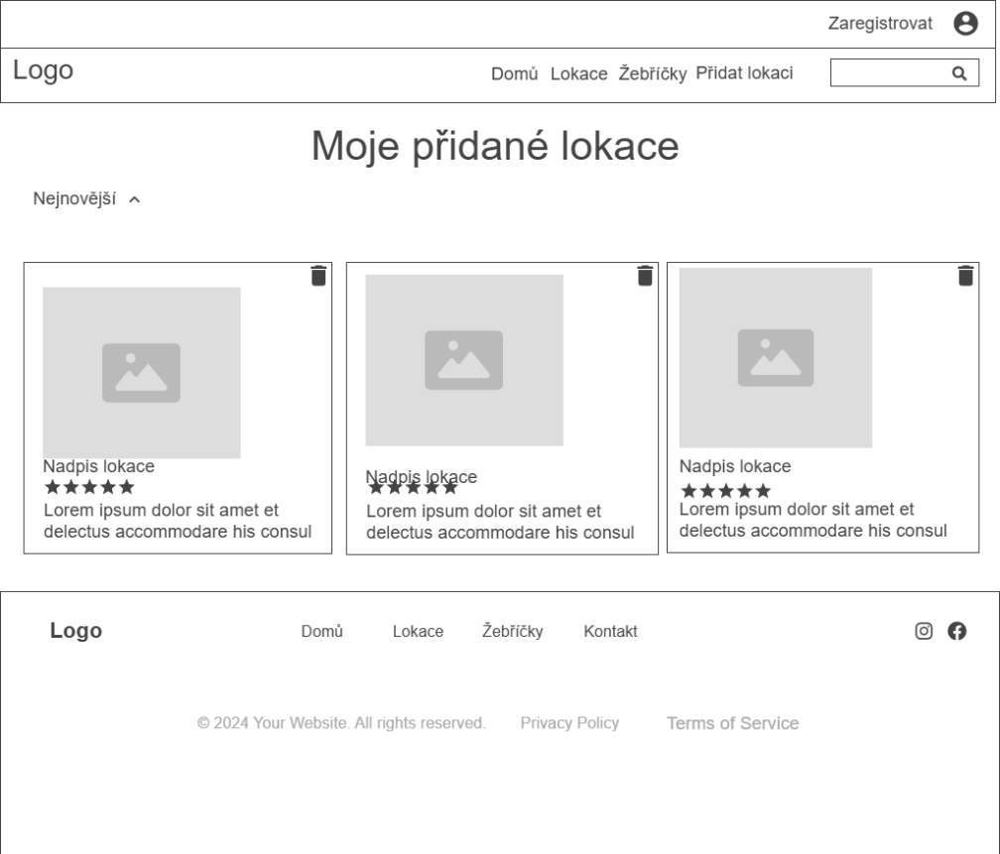 Zaregistrovat
Logo
Domů Lokace Žebříčky Přidat lokaci
Moje přidané lokace
Nejnovější
Nadpis lokace
Lorem ipsum dolor sit amet et
delectus accommodare his consul
Nadpis lokace
Lorem ipsum dolor sit amet et
delectus accommodare his consul
Nadpis lokace
Lorem ipsum dolor sit amet et
delectus accommodare his consul
Logo
Domů Lokace Žebříčky Kontakt
© 2024 Your Website. All rights reserved. Privacy Policy Terms of Service